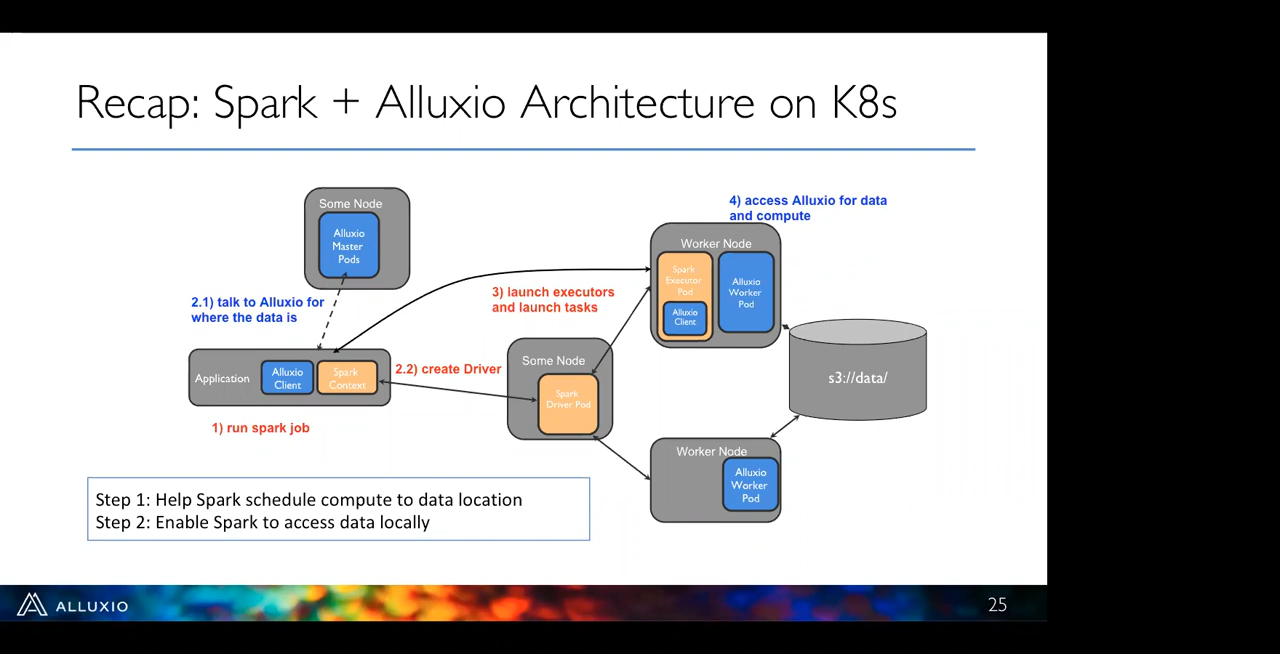 Recap: Spark + Alluxio Architecture on K8s
Some Node
Alluxio
Master
Pods
2.1) talk to Alluxio for
where the data is
Application
Alluxio
Client
Spark
Context
1) run spark job
2.2) create Driver
3) launch executors
and launch tasks
Some Node
Spark
Driver Pod
4) access Alluxio for data
and compute
Worker Node
Spark
Executor
Pod
Alluxio
Client
Alluxio
Worker
Pod
s3://data/
Worker Node
Alluxio
Worker
Pod
Step 1: Help Spark schedule compute to data location
Step 2: Enable Spark to access data locally
ALLUXIO
25